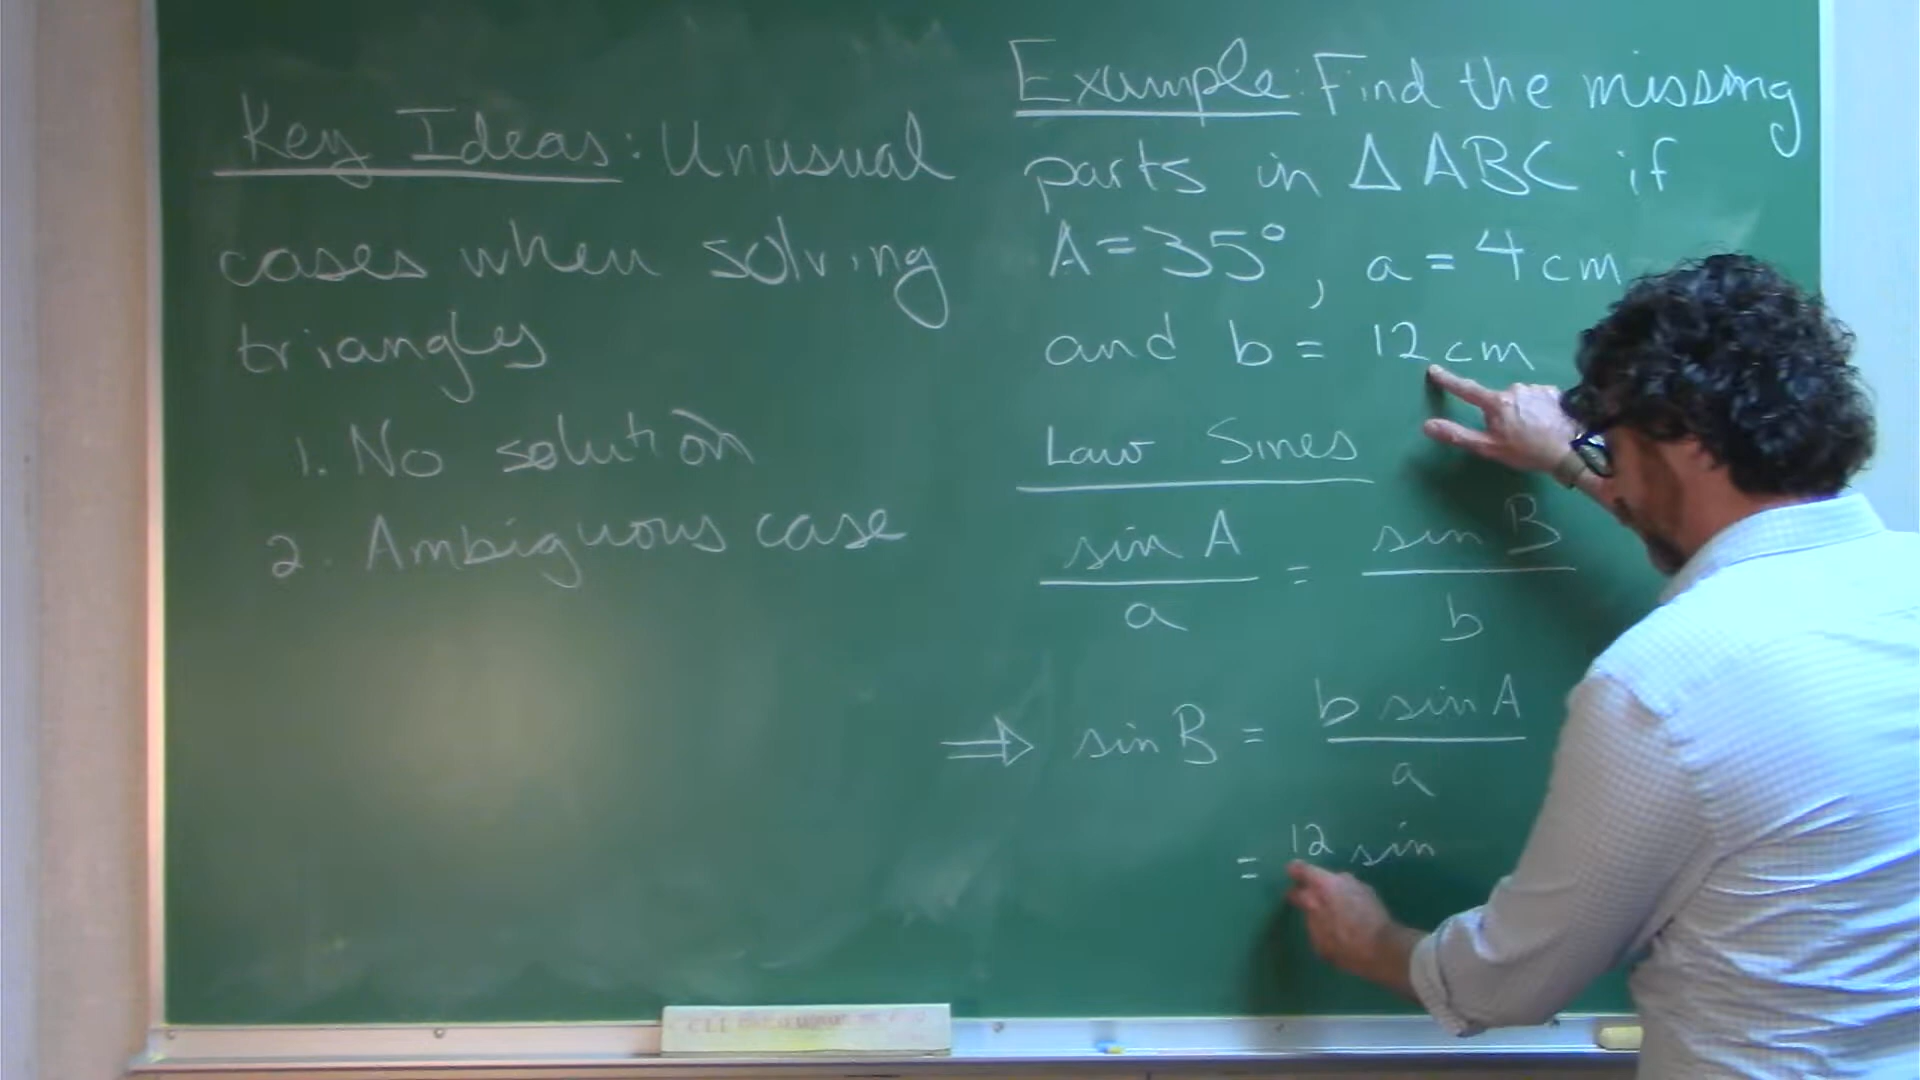 Key Ideas: Unusual
cases when solving
triangles
1. No solution
2. Ambiguous case
Example: Find the missing
parts in △ABC if
A = 35°, a = 4 cm
and b = 12 cm
Law Sines
sin A / a = sin B / b
⇒ sin B = b sin A / a
= 12 sin